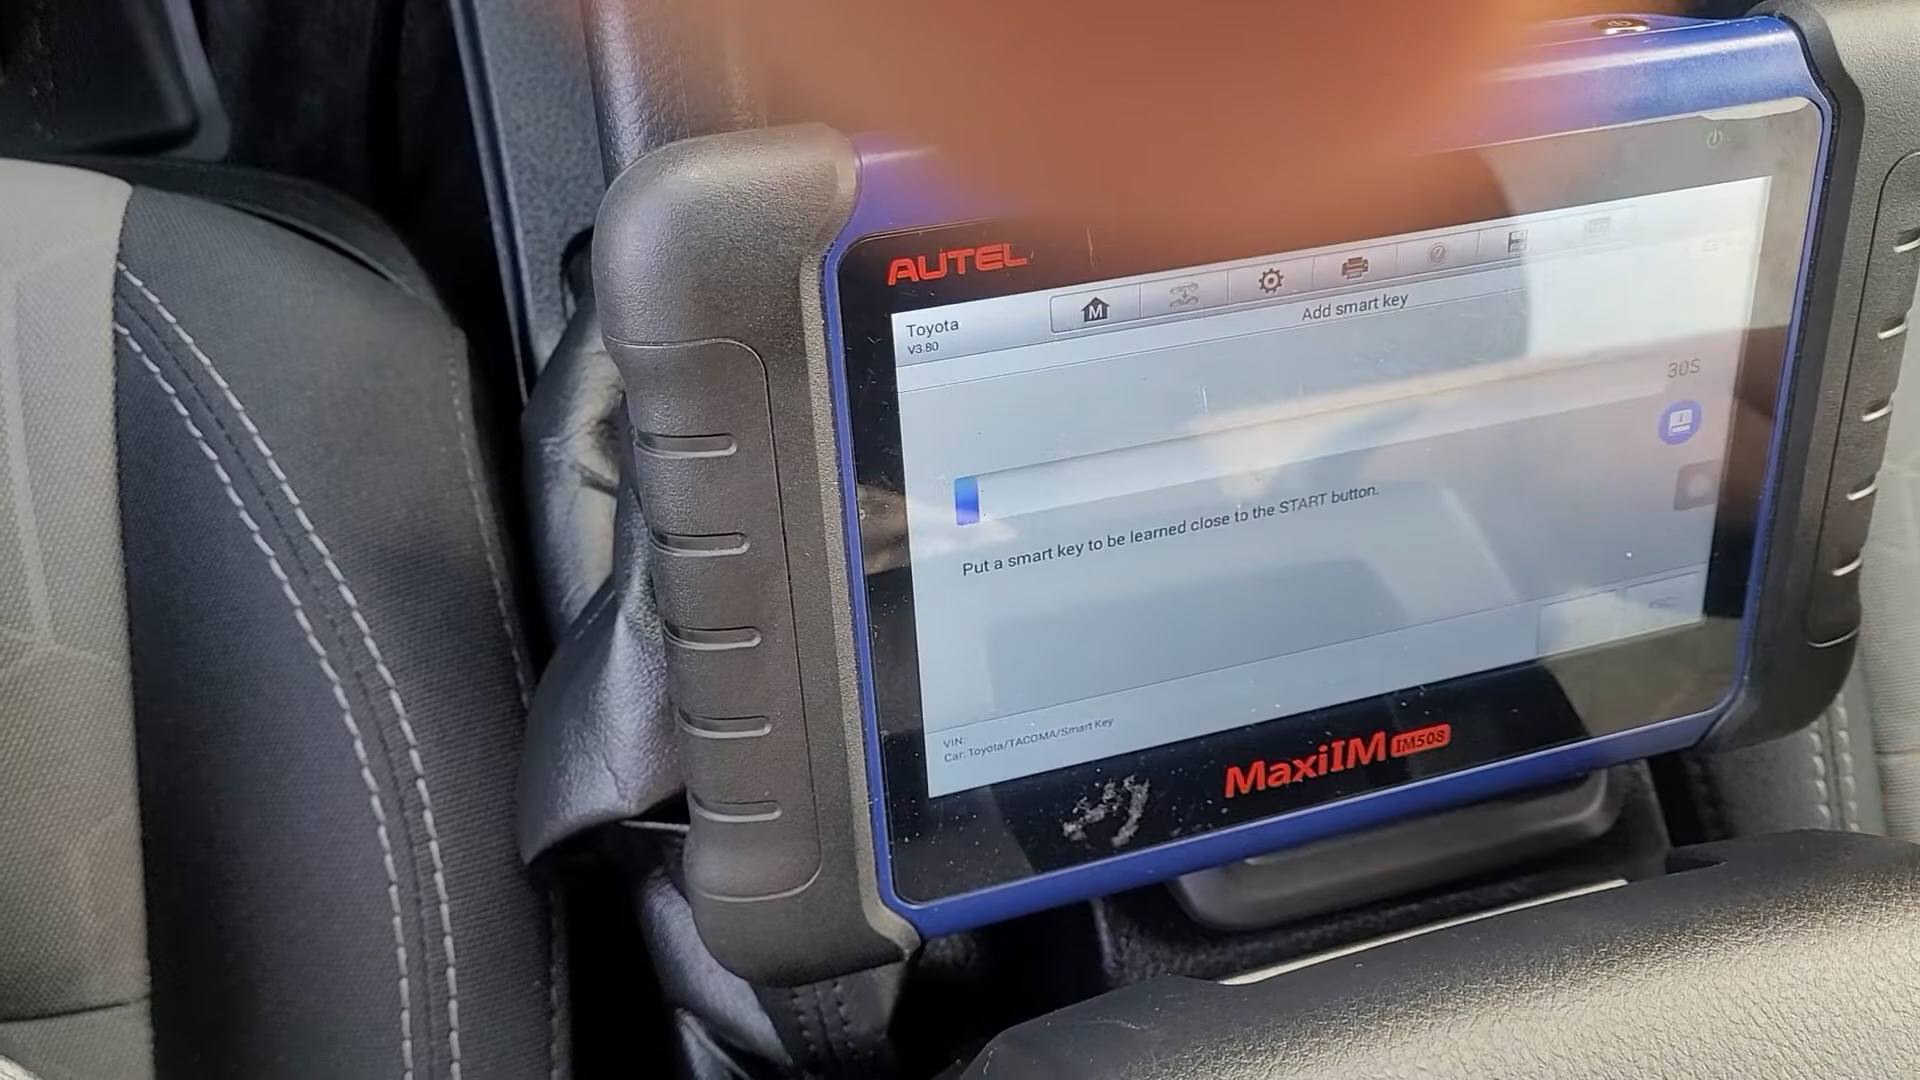 AUTEL
M
Toyota
V3.80
Add smart key
30S
Put a smart key to be learned close to the START button.
VIN:
Car: Toyota/TACOMA/Smart Key
MaxiIM IM508